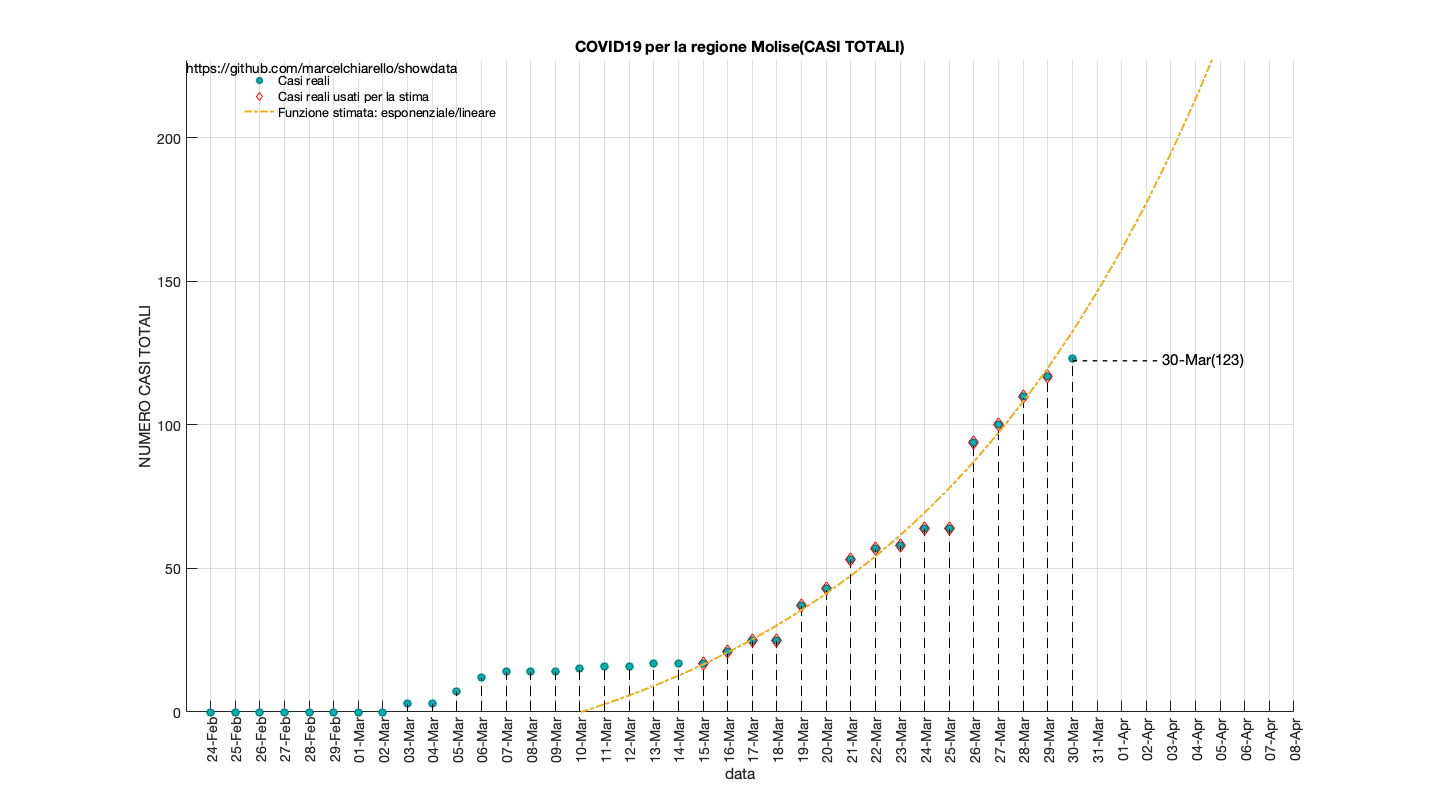 COVID19 per la regione Molise(CASI TOTALI)
https://github.com/marcelchiarello/showdata
Casi reali
Casi reali usati per la stima
Funzione stimata: esponenziale/lineare
NUMERO CASI TOTALI
200
150
100
50
0
30-Mar(123)
24-Feb
25-Feb
26-Feb
27-Feb
28-Feb
29-Feb
01-Mar
02-Mar
03-Mar
04-Mar
05-Mar
06-Mar
07-Mar
08-Mar
09-Mar
10-Mar
11-Mar
12-Mar
13-Mar
14-Mar
15-Mar
16-Mar
17-Mar
18-Mar
19-Mar
20-Mar
21-Mar
22-Mar
23-Mar
24-Mar
25-Mar
26-Mar
27-Mar
28-Mar
29-Mar
30-Mar
31-Mar
01-Apr
02-Apr
03-Apr
04-Apr
05-Apr
06-Apr
07-Apr
08-Apr
data